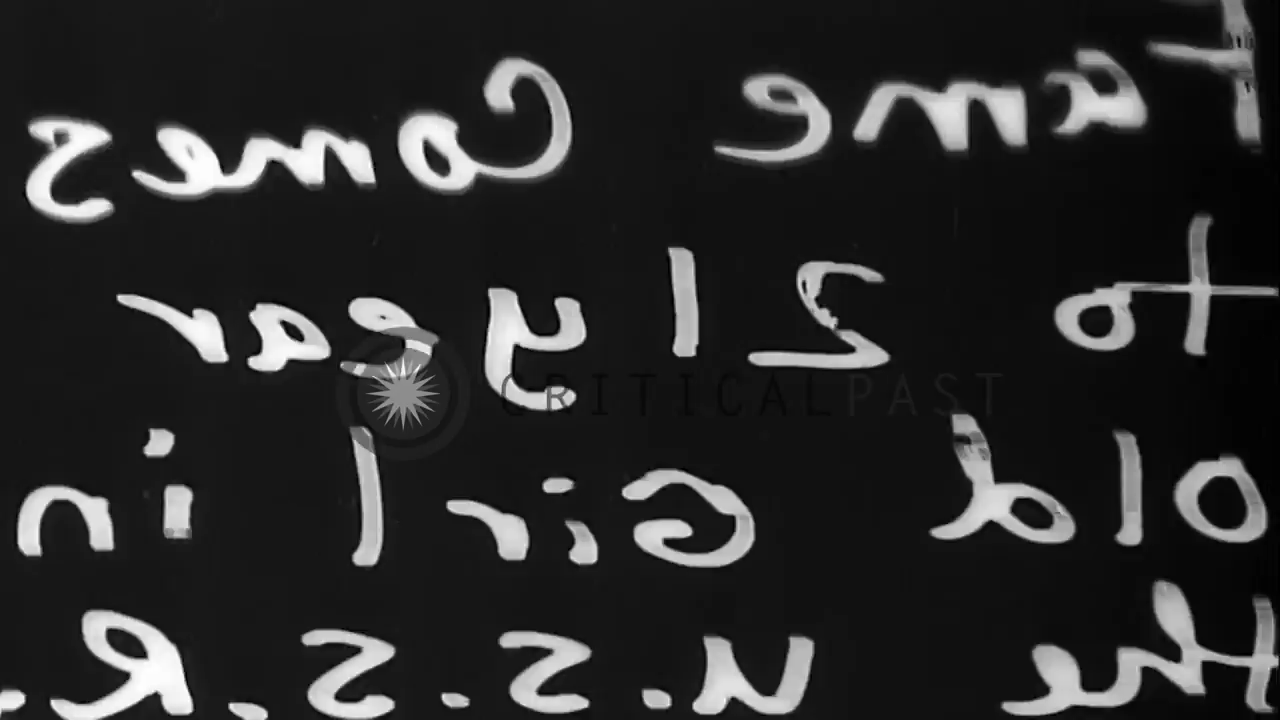 Fame Comes
to 21 year
old Girl in
the U.S.S.R.
CRITICALPAST